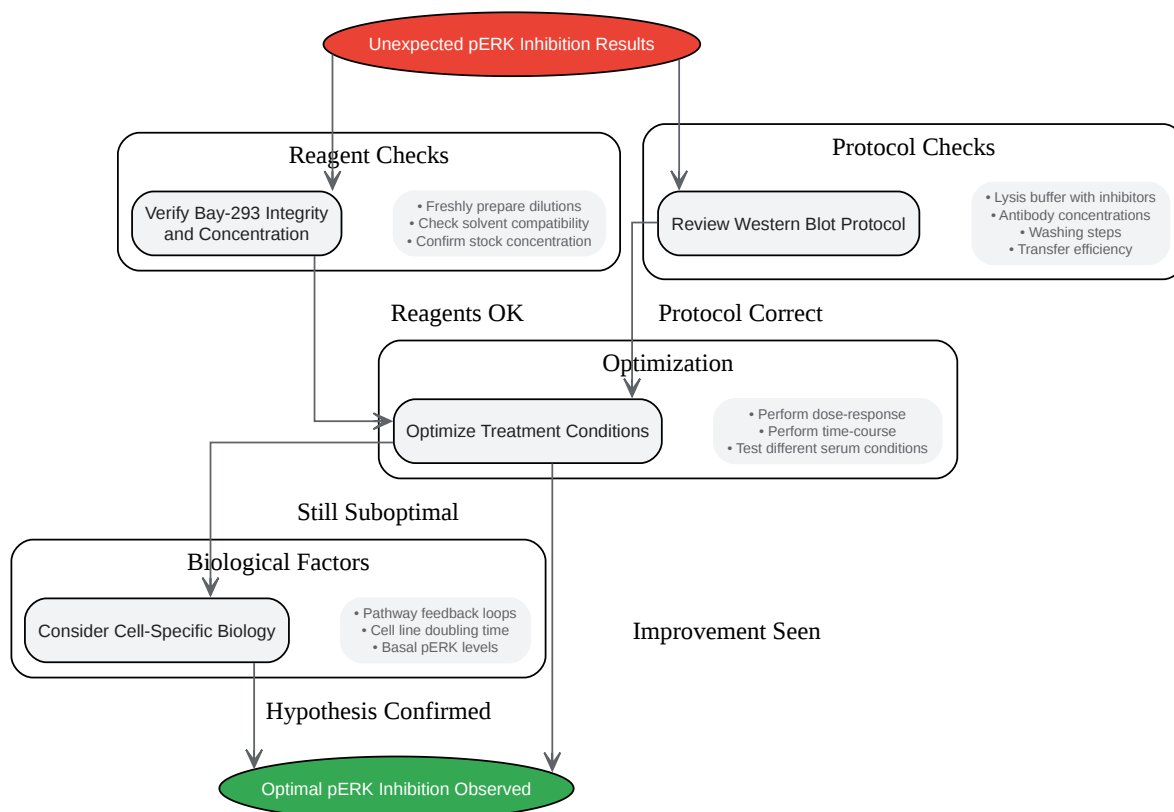 Unexpected pERK Inhibition Results
Reagent Checks
Verify Bay-293 Integrity
and Concentration
• Freshly prepare dilutions
• Check solvent compatibility
• Confirm stock concentration
Protocol Checks
Review Western Blot Protocol
• Lysis buffer with inhibitors
• Antibody concentrations
• Washing steps
• Transfer efficiency
Reagents OK
Protocol Correct
Optimization
Optimize Treatment Conditions
• Perform dose-response
• Perform time-course
• Test different serum conditions
Still Suboptimal
Biological Factors
Consider Cell-Specific Biology
• Pathway feedback loops
• Cell line doubling time
• Basal pERK levels
Improvement Seen
Hypothesis Confirmed
Optimal pERK Inhibition Observed